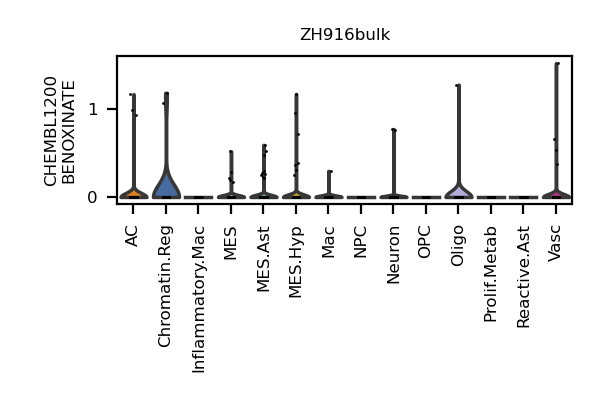 ZH916bulk
CHEMBL1200
BENOXINATE
1
0
AC
Chromatin.Reg
Inflammatory.Mac
MES
MES.Ast
MES.Hyp
Mac
NPC
Neuron
OPC
Oligo
Prolif.Metab
Reactive.Ast
Vasc